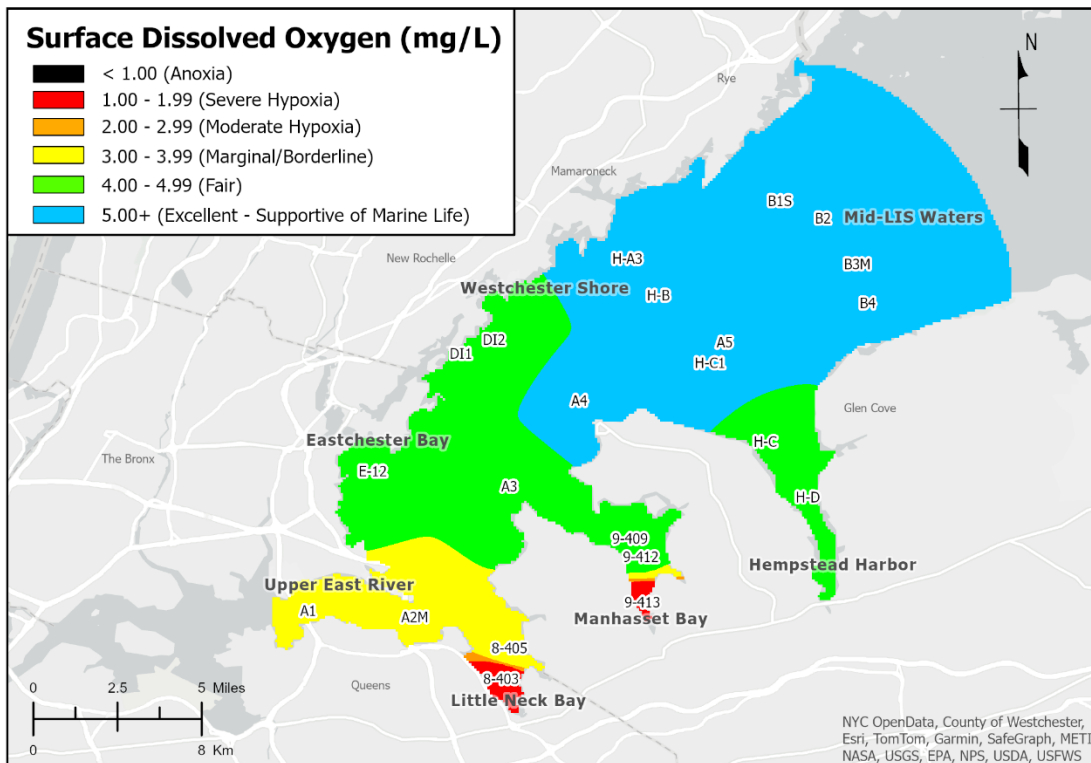 Surface Dissolved Oxygen (mg/L)
< 1.00 (Anoxia)
1.00 - 1.99 (Severe Hypoxia)
2.00 - 2.99 (Moderate Hypoxia)
3.00 - 3.99 (Marginal/Borderline)
4.00 - 4.99 (Fair)
5.00+ (Excellent - Supportive of Marine Life)
N
Rye
Mamaroneck
B1S
B2
Mid-LIS Waters
New Rochelle
H-A3
B3M
Westchester Shore
H-B
B4
DI2
DI1
A5
H-C1
A4
Glen Cove
Eastchester Bay
H-C
The Bronx
E-12
A3
H-D
9-409
9-412
Hempstead Harbor
Upper East River
9-413
A1
A2M
Manhasset Bay
8-405
8-403
Queens
Little Neck Bay
0 2.5 5 Miles
0 8 Km
NYC OpenData, County of Westchester,
Esri, TomTom, Garmin, SafeGraph, METI
NASA, USGS, EPA, NPS, USDA, USFWS